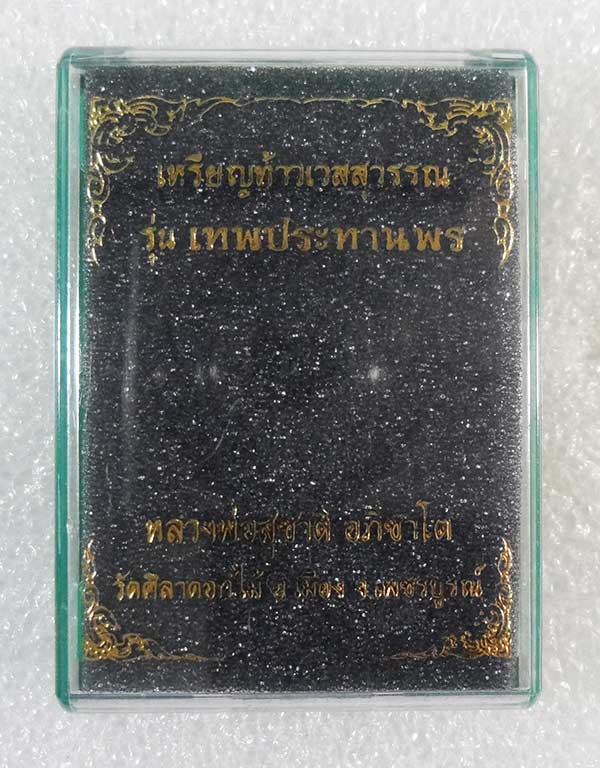 เหรียญท้าวเวสสุวรรณ
รุ่น เทพประทานพร
หลวงพ่อสุชาติ อภิชาโต
วัดศิลาดอกไม้ อ.เมือง จ.เพชรบูรณ์